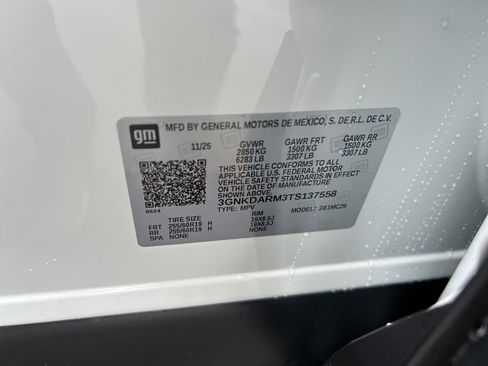 gm
MFD BY GENERAL MOTORS DE MEXICO, S. DE R.L. DE C.V.
11/25 GVWR GAWR FRT GAWR RR
2850 KG 1500 KG 1500 KG
6283 LB 3307 LB 3307 LB
THIS VEHICLE CONFORMS TO ALL APPLICABLE
U.S. FEDERAL MOTOR VEHICLE SAFETY
STANDARDS IN EFFECT ON THE DATE OF
MANUFACTURE SHOWN ABOVE.
3GNKDARM3TS137558
9624 TYPE: MPV MODEL: 381MC26
TIRE SIZE RIM
FRT 255/60R19 H 19X8.5J
RR 255/60R19 H 19X8.5J
SPA NONE NONE